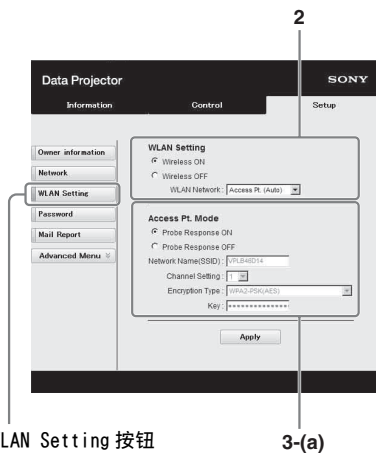 2
Data Projector
SONY
Information
Control
Setup
Owner information
Network
WLAN Setting
Password
Mail Report
Advanced Menu
WLAN Setting
Wireless ON
Wireless OFF
WLAN Network : Access Pt. (Auto)
Access Pt. Mode
Probe Response ON
Probe Response OFF
Network Name(SSID) : VPLB46D14
Channel Setting : 1
Encryption Type : WPA2-PSK(AES)
Key : **************
Apply
LAN Setting 按钮
3-(a)